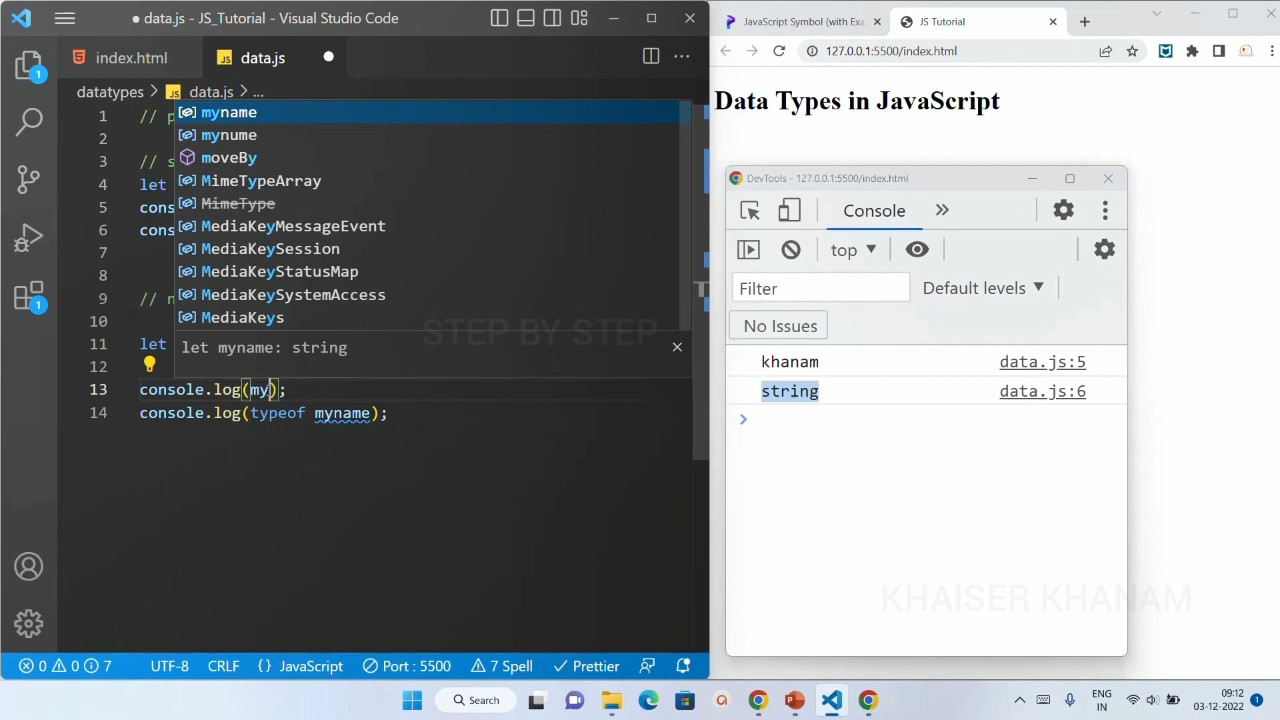 data.js - JS_Tutorial - Visual Studio Code
index.html
data.js
datatypes > data.js > ...
1 // p
2
3 // s
4 let
5 cons
6 cons
7
8
9 // n
10
11 let
12
13 console.log(my);
14 console.log(typeof myname);
myname
mynume
moveBy
MimeTypeArray
MimeType
MediaKeyMessageEvent
MediaKeySession
MediaKeyStatusMap
MediaKeySystemAccess
MediaKeys
let myname: string
STEP BY STEP
1
1
0 0 7 UTF-8 CRLF {} JavaScript Port : 5500 7 Spell Prettier
JavaScript Symbol (with Exa
JS Tutorial
127.0.0.1:5500/index.html
Data Types in JavaScript
DevTools - 127.0.0.1:5500/index.html
Console
top
Filter
Default levels
No Issues
khanam data.js:5
string data.js:6
KHAISER KHANAM
Search
ENG
IN
09:12
03-12-2022
1